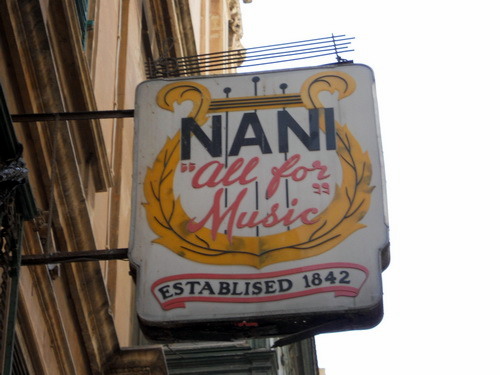 NANI
"All for"
Music
ESTABLISED 1842